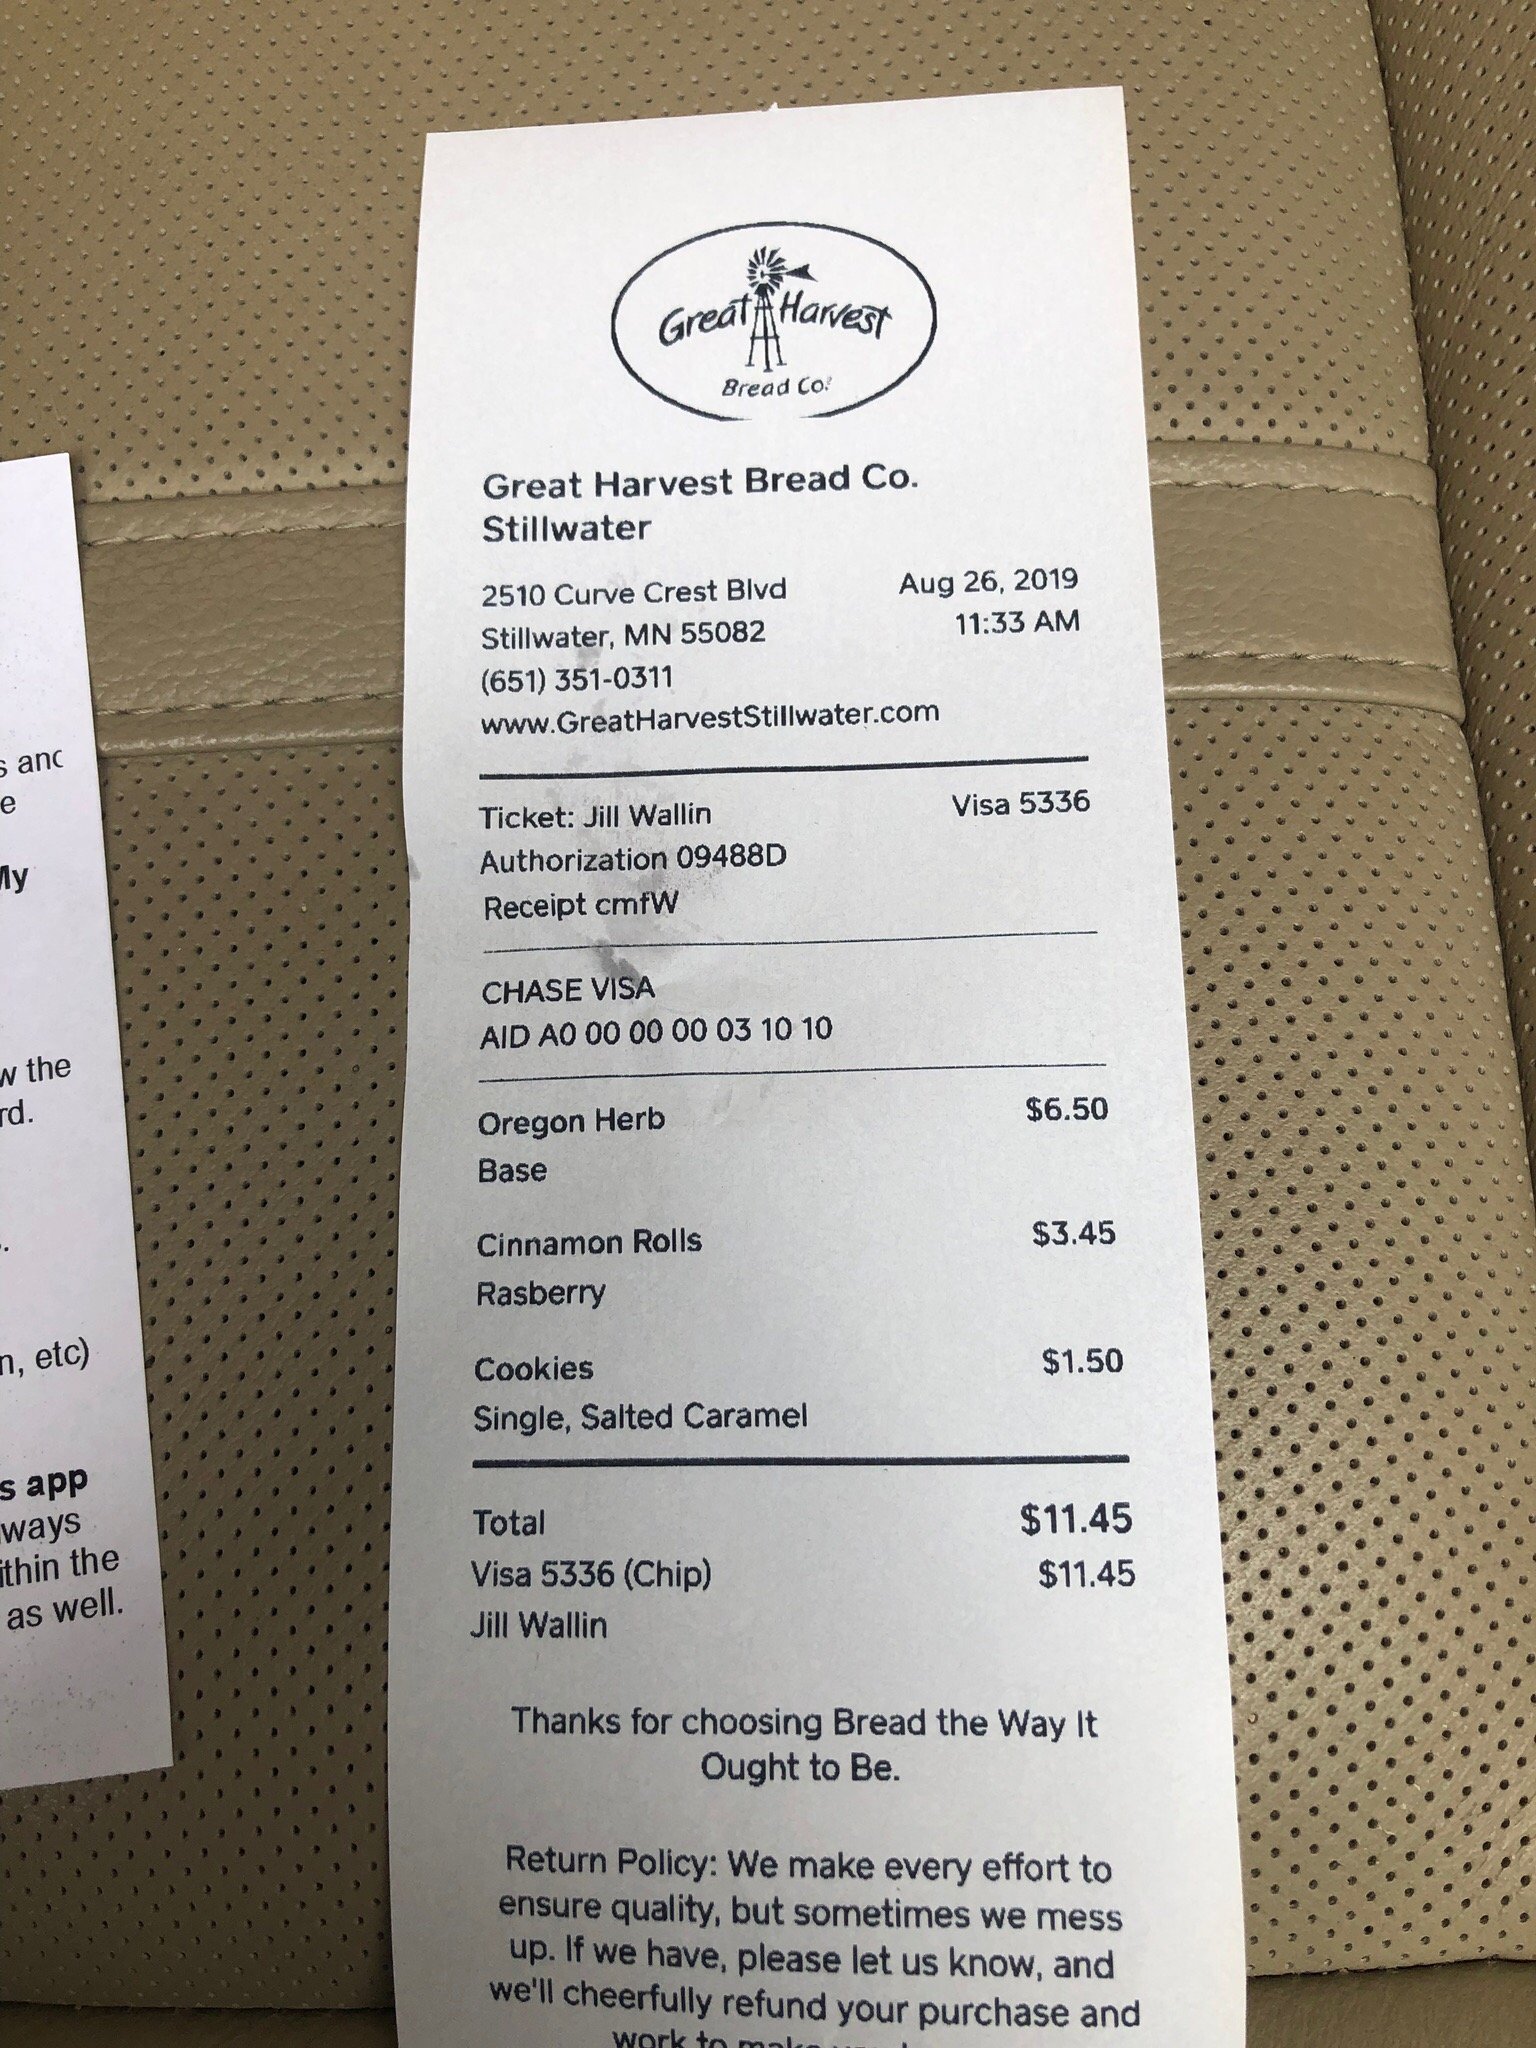 Great Harvest
Bread Co.
Great Harvest Bread Co.
Stillwater
2510 Curve Crest Blvd Aug 26, 2019
Stillwater, MN 55082 11:33 AM
(651) 351-0311
www.GreatHarvestStillwater.com
Ticket: Jill Wallin Visa 5336
Authorization 09488D
Receipt cmfW
CHASE VISA
AID A0 00 00 00 03 10 10
Oregon Herb $6.50
Base
Cinnamon Rolls $3.45
Rasberry
Cookies $1.50
Single, Salted Caramel
Total $11.45
Visa 5336 (Chip) $11.45
Jill Wallin
Thanks for choosing Bread the Way It
Ought to Be.
Return Policy: We make every effort to
ensure quality, but sometimes we mess
up. If we have, please let us know, and
we'll cheerfully refund your purchase and
work to make
w the
n, etc)
app
ithin the
as well.